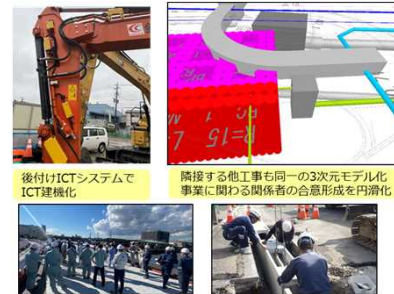 R=15
後付けICTシステムで
ICT建機化
隣接する他工事も同一の3次元モデル化
事業に関わる関係者の合意形成を円滑化